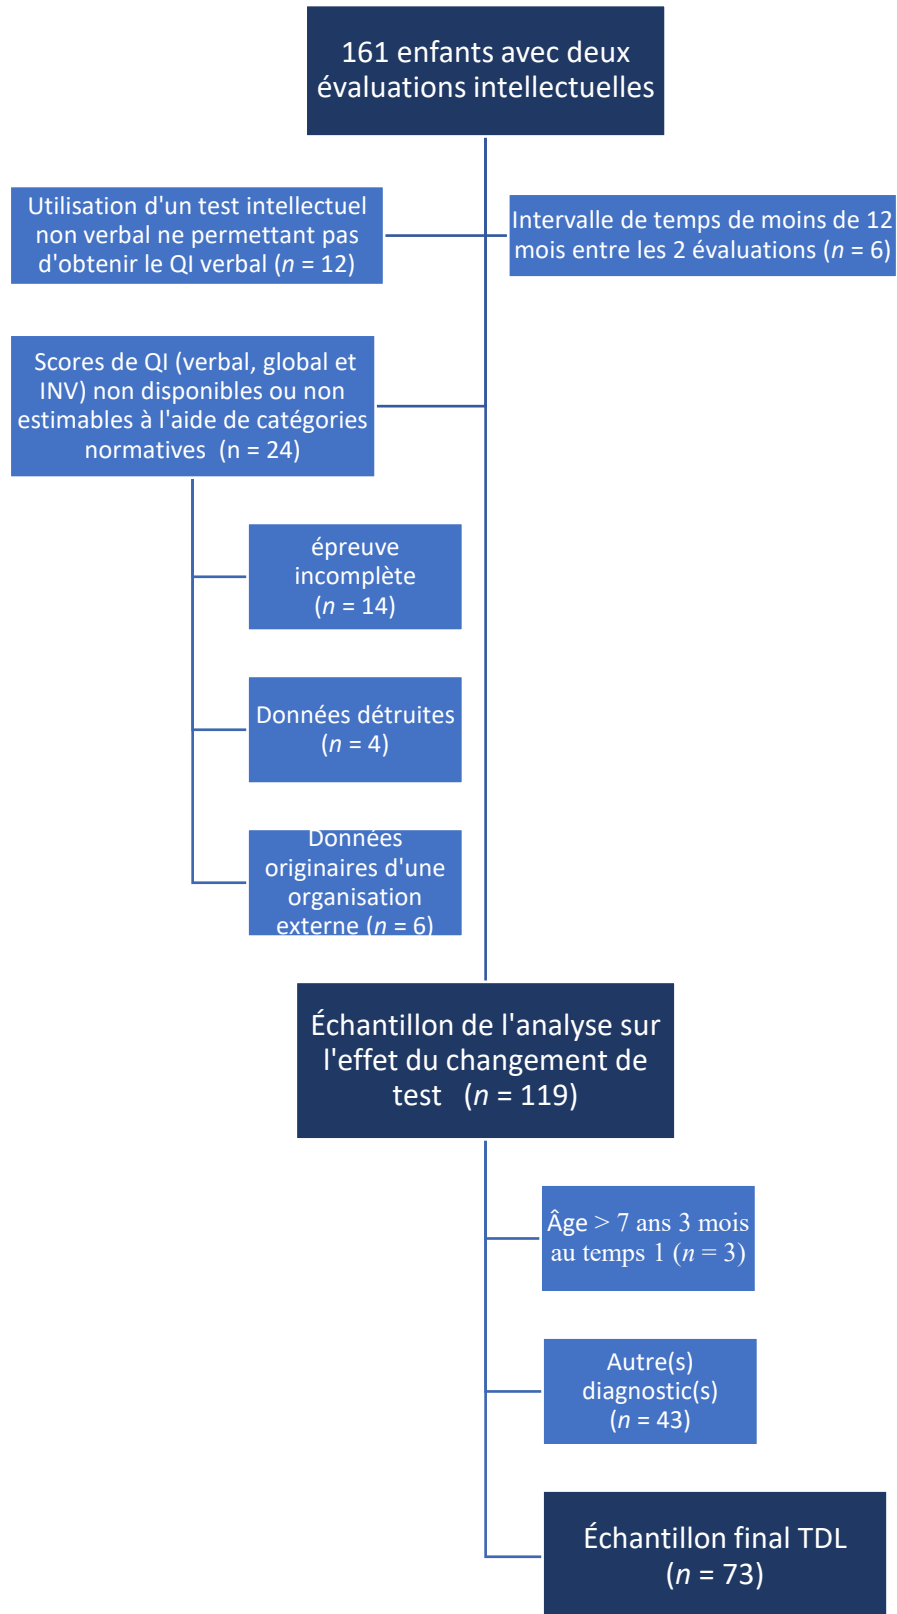 161 enfants avec deux
évaluations intellectuelles
Utilisation d'un test intellectuel
non verbal ne permettant pas
d'obtenir le QI verbal (n = 12)
Intervalle de temps de moins de 12
mois entre les 2 évaluations (n = 6)
Scores de QI (verbal, global et
INV) non disponibles ou non
estimables à l'aide de catégories
normatives (n = 24)
épreuve
incomplète
(n = 14)
Données détruites
(n = 4)
Données
originaires d'une
organisation
externe (n = 6)
Échantillon de l'analyse sur
l'effet du changement de
test (n = 119)
Âge > 7 ans 3 mois
au temps 1 (n = 3)
Autre(s)
diagnostic(s)
(n = 43)
Échantillon final TDL
(n = 73)